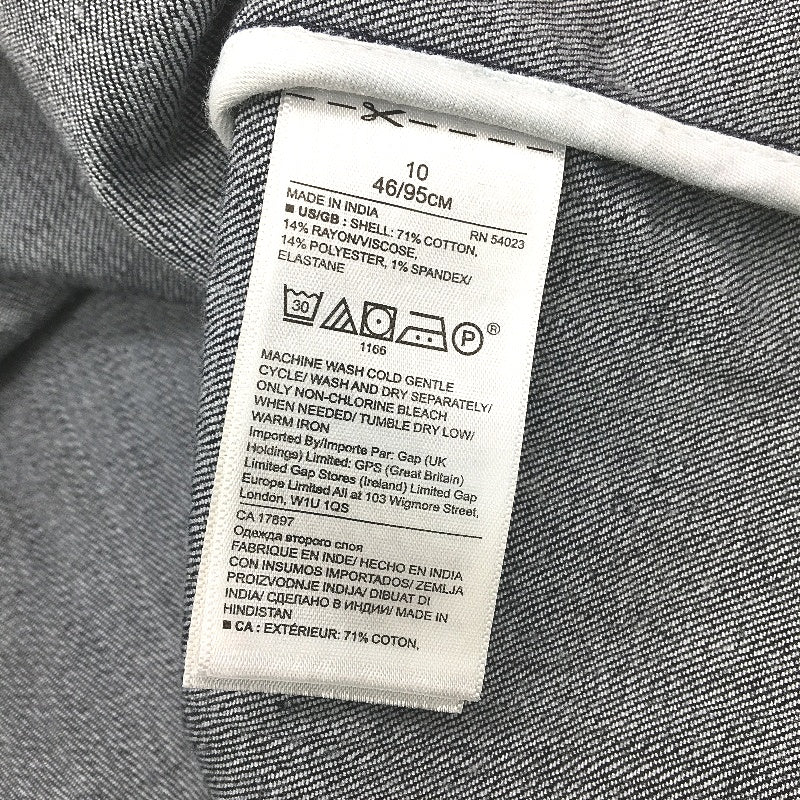 10
46/95CM
MADE IN INDIA
RN 54023
■ US/GB : SHELL: 71% COTTON,
14% RAYON/VISCOSE,
14% POLYESTER, 1% SPANDEX/
ELASTANE
30
P ®
1166
MACHINE WASH COLD GENTLE
CYCLE/ WASH AND DRY SEPARATELY/
ONLY NON-CHLORINE BLEACH
WHEN NEEDED/ TUMBLE DRY LOW/
WARM IRON
Imported By/Importe Par: Gap (UK
Holdings) Limited: GPS (Great Britain)
Limited Gap Stores (Ireland) Limited Gap
Europe Limited All at 103 Wigmore Street,
London, W1U 1QS
CA 17897
Одежда второго слоя
FABRIQUE EN INDE/ HECHO EN INDIA
CON INSUMOS IMPORTADOS/ ZEMLJA
PROIZVODNJE INDIJA/ DIBUAT DI
INDIA/ СДЕЛАНО В ИНДИИ/ MADE IN
HINDISTAN
■ CA : EXTÉRIEUR: 71% COTON,